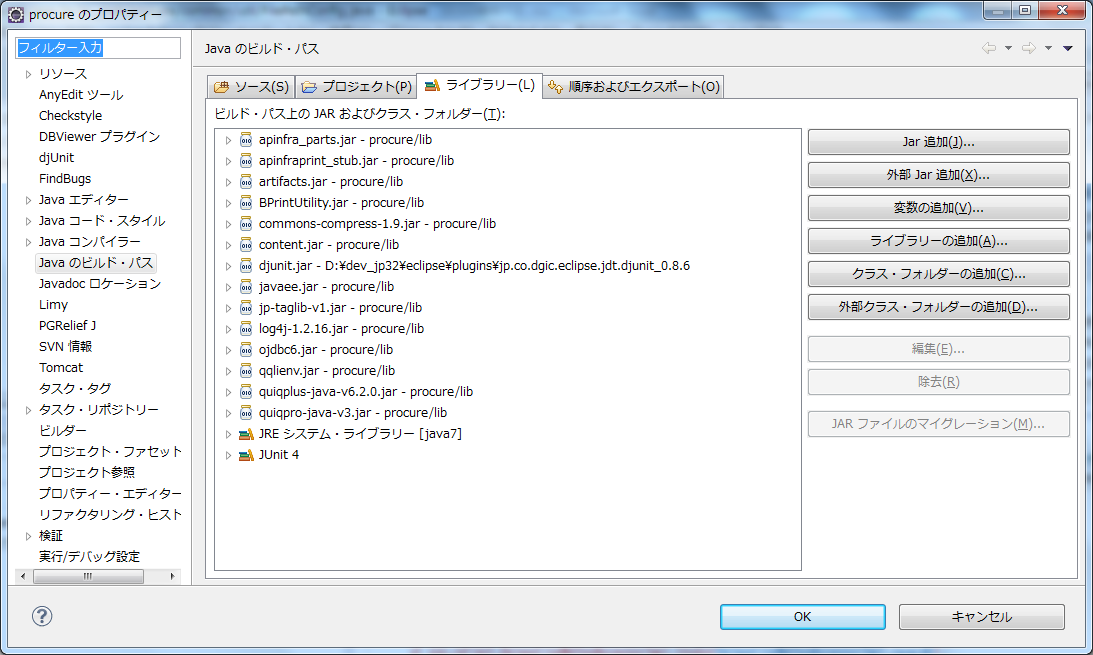 procure のプロパティー
フィルター入力
リソース
AnyEdit ツール
Checkstyle
DBViewer プラグイン
djUnit
FindBugs
Java エディター
Java コード・スタイル
Java コンパイラー
Java のビルド・パス
Javadoc ロケーション
Limy
PGRelief J
SVN 情報
Tomcat
タスク・タグ
タスク・リポジトリー
ビルダー
プロジェクト・ファセット
プロジェクト参照
プロパティー・エディター
リファクタリング・ヒスト
検証
実行/デバッグ設定
Java のビルド・パス
ソース(S)
プロジェクト(P)
ライブラリー(L)
順序およびエクスポート(O)
ビルド・パス上の JAR およびクラス・フォルダー(T):
apinfra_parts.jar - procure/lib
apinfraprint_stub.jar - procure/lib
artifacts.jar - procure/lib
BPrintUtility.jar - procure/lib
commons-compress-1.9.jar - procure/lib
content.jar - procure/lib
djunit.jar - D:¥dev_jp32¥eclipse¥plugins¥jp.co.dgic.eclipse.jdt.djunit_0.8.6
javaee.jar - procure/lib
jp-taglib-v1.jar - procure/lib
log4j-1.2.16.jar - procure/lib
ojdbc6.jar - procure/lib
qqlienv.jar - procure/lib
quiqplus-java-v6.2.0.jar - procure/lib
quiqpro-java-v3.jar - procure/lib
JRE システム・ライブラリー [java7]
JUnit 4
Jar 追加(J)...
外部 Jar 追加(X)...
変数の追加(V)...
ライブラリーの追加(A)...
クラス・フォルダーの追加(C)...
外部クラス・フォルダーの追加(D)...
編集(E)...
除去(R)
JAR ファイルのマイグレーション(M)...
OK
キャンセル